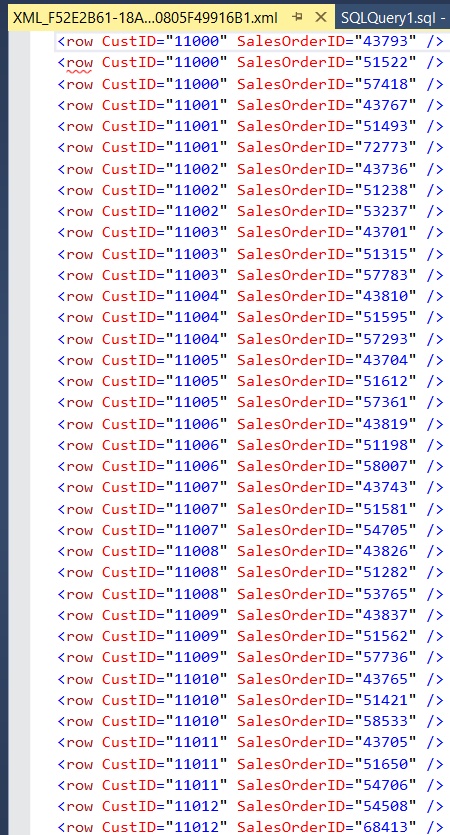 XML_F52E2B61-18A...0805F49916B1.xml SQLQuery1.sql -
<row CustID="11000" SalesOrderID="43793" />
<row CustID="11000" SalesOrderID="51522" />
<row CustID="11000" SalesOrderID="57418" />
<row CustID="11001" SalesOrderID="43767" />
<row CustID="11001" SalesOrderID="51493" />
<row CustID="11001" SalesOrderID="72773" />
<row CustID="11002" SalesOrderID="43736" />
<row CustID="11002" SalesOrderID="51238" />
<row CustID="11002" SalesOrderID="53237" />
<row CustID="11003" SalesOrderID="43701" />
<row CustID="11003" SalesOrderID="51315" />
<row CustID="11003" SalesOrderID="57783" />
<row CustID="11004" SalesOrderID="43810" />
<row CustID="11004" SalesOrderID="51595" />
<row CustID="11004" SalesOrderID="57293" />
<row CustID="11005" SalesOrderID="43704" />
<row CustID="11005" SalesOrderID="51612" />
<row CustID="11005" SalesOrderID="57361" />
<row CustID="11006" SalesOrderID="43819" />
<row CustID="11006" SalesOrderID="51198" />
<row CustID="11006" SalesOrderID="58007" />
<row CustID="11007" SalesOrderID="43743" />
<row CustID="11007" SalesOrderID="51581" />
<row CustID="11007" SalesOrderID="54705" />
<row CustID="11008" SalesOrderID="43826" />
<row CustID="11008" SalesOrderID="51282" />
<row CustID="11008" SalesOrderID="53765" />
<row CustID="11009" SalesOrderID="43837" />
<row CustID="11009" SalesOrderID="51562" />
<row CustID="11009" SalesOrderID="57736" />
<row CustID="11010" SalesOrderID="43765" />
<row CustID="11010" SalesOrderID="51421" />
<row CustID="11010" SalesOrderID="58533" />
<row CustID="11011" SalesOrderID="43705" />
<row CustID="11011" SalesOrderID="51650" />
<row CustID="11011" SalesOrderID="54706" />
<row CustID="11012" SalesOrderID="54508" />
<row CustID="11012" SalesOrderID="68413" />